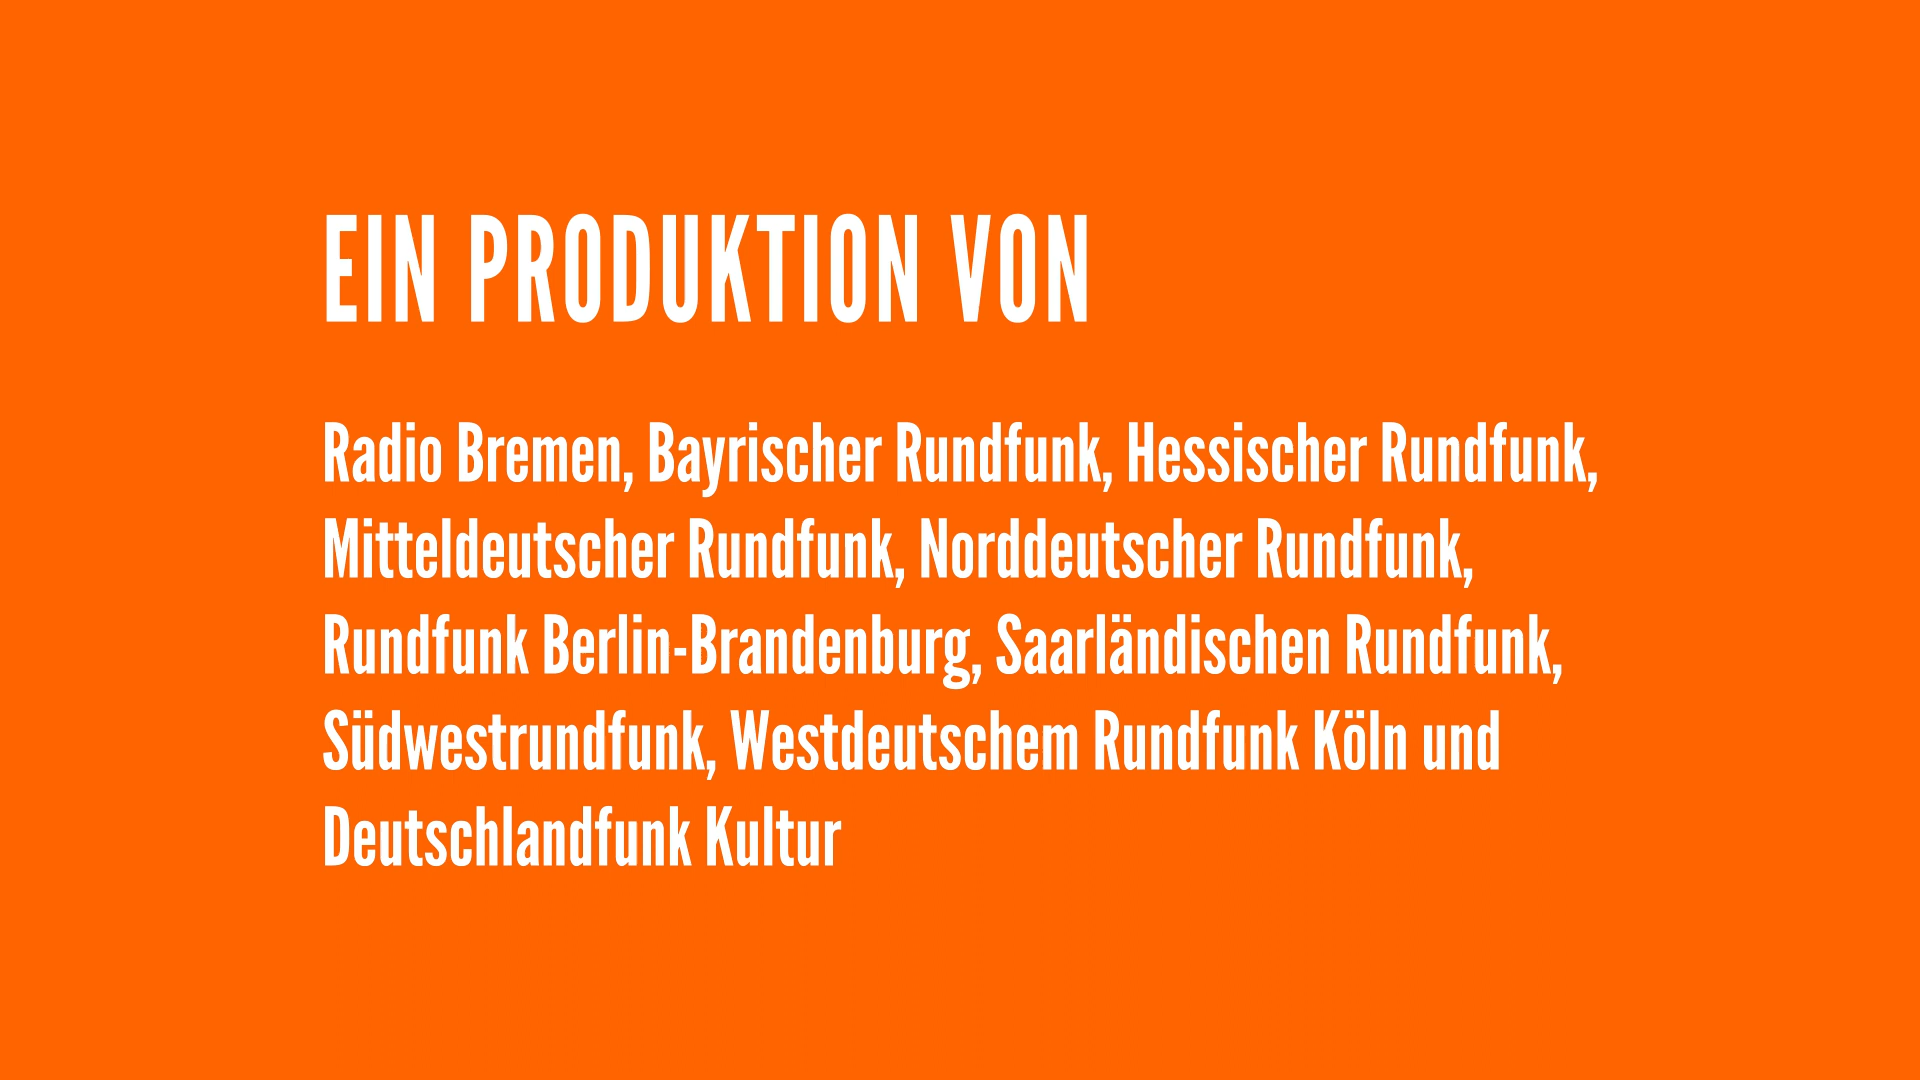 EIN PRODUKTION VON
Radio Bremen, Bayrischer Rundfunk, Hessischer Rundfunk,
Mitteldeutscher Rundfunk, Norddeutscher Rundfunk,
Rundfunk Berlin-Brandenburg, Saarländischen Rundfunk,
Südwestrundfunk, Westdeutschem Rundfunk Köln und
Deutschlandfunk Kultur